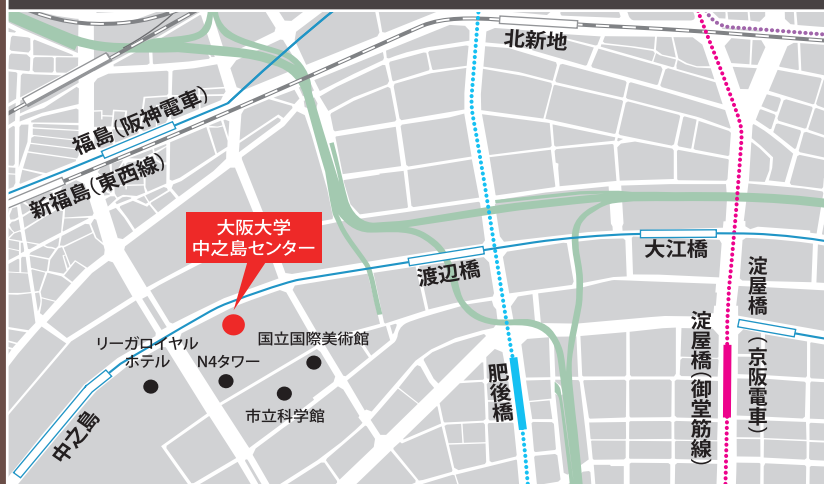 北新地
福島(阪神電車)
新福島(東西線)
大阪大学
中之島センター
大江橋
渡辺橋
淀屋橋(京阪電車)
淀屋橋(御堂筋線)
リーガロイヤル
ホテル
N4タワー
国立国際美術館
肥後橋
市立科学館
中之島